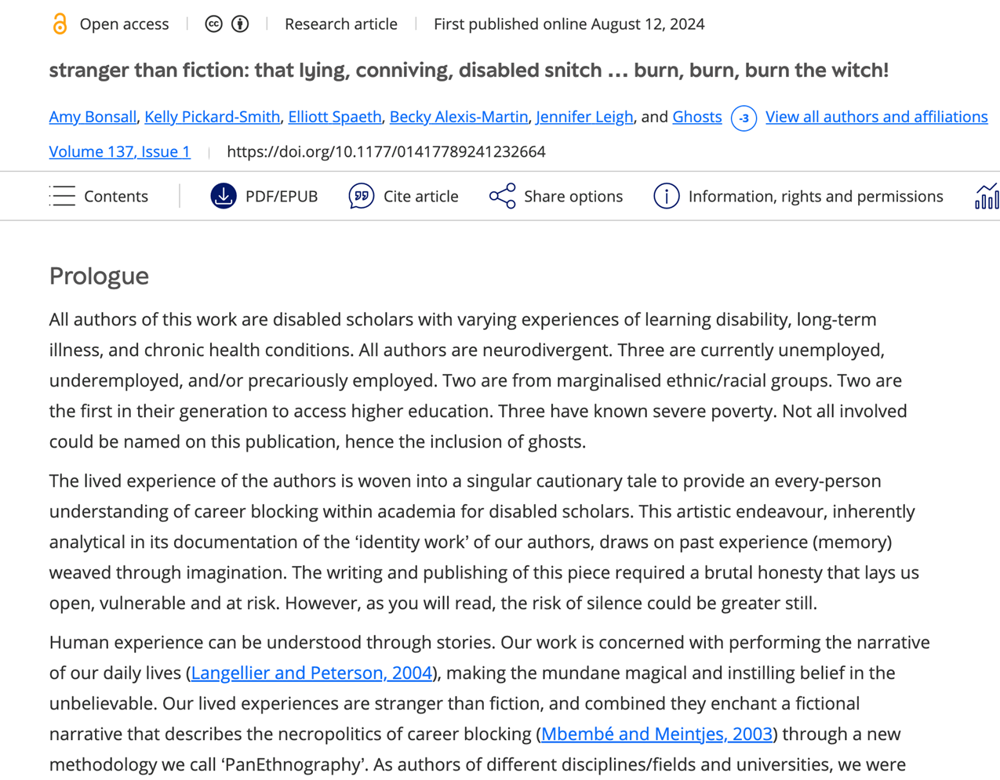 Open access | Research article | First published online August 12, 2024
stranger than fiction: that lying, conniving, disabled snitch … burn, burn, burn the witch!
Amy Bonsall, Kelly Pickard-Smith, Elliott Spaeth, Becky Alexis-Martin, Jennifer Leigh, and Ghosts -3 View all authors and affiliations
Volume 137, Issue 1 | https://doi.org/10.1177/01417789241232664
Contents | PDF/EPUB Cite article Share options Information, rights and permissions
Prologue
All authors of this work are disabled scholars with varying experiences of learning disability, long-term
illness, and chronic health conditions. All authors are neurodivergent. Three are currently unemployed,
underemployed, and/or precariously employed. Two are from marginalised ethnic/racial groups. Two are
the first in their generation to access higher education. Three have known severe poverty. Not all involved
could be named on this publication, hence the inclusion of ghosts.
The lived experience of the authors is woven into a singular cautionary tale to provide an every-person
understanding of career blocking within academia for disabled scholars. This artistic endeavour, inherently
analytical in its documentation of the ‘identity work’ of our authors, draws on past experience (memory)
weaved through imagination. The writing and publishing of this piece required a brutal honesty that lays us
open, vulnerable and at risk. However, as you will read, the risk of silence could be greater still.
Human experience can be understood through stories. Our work is concerned with performing the narrative
of our daily lives (Langellier and Peterson, 2004), making the mundane magical and instilling belief in the
unbelievable. Our lived experiences are stranger than fiction, and combined they enchant a fictional
narrative that describes the necropolitics of career blocking (Mbembé and Meintjes, 2003) through a new
methodology we call ‘PanEthnography’. As authors of different disciplines/fields and universities, we were